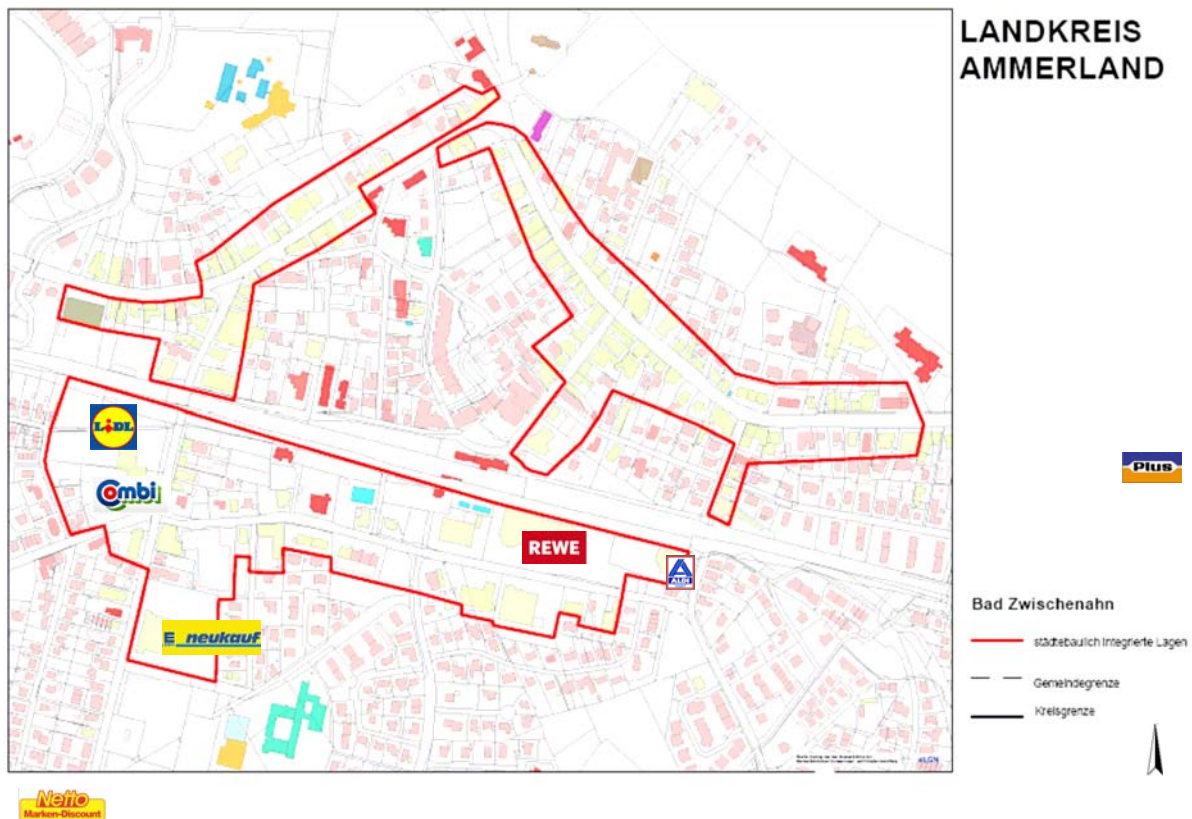 LANDKREIS
AMMERLAND
LiDL
Combi
REWE
ALDI
E neukauf
Plus
Bad Zwischenahn
städtebaulich integrierte Lagen
Gemeindegrenze
Kreisgrenze
Netto
Marken-Discount